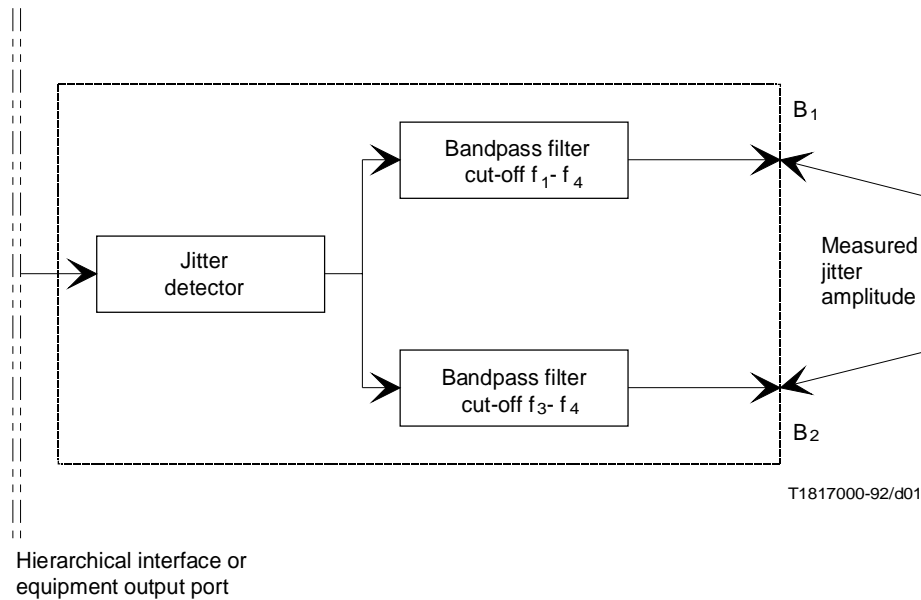 B1
Bandpass filter
cut-off f1- f4
Jitter
detector
Measured
jitter
amplitude
Bandpass filter
cut-off f3- f4
B2
T1817000-92/d01
Hierarchical interface or
equipment output port